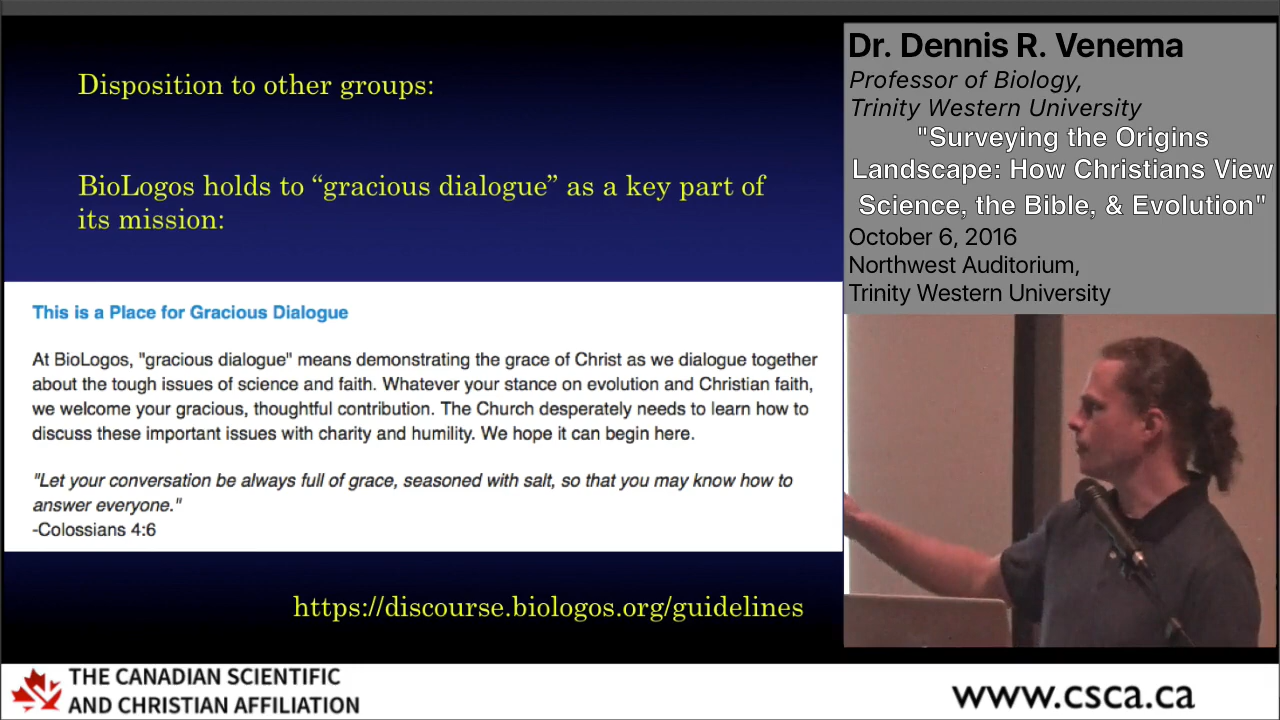 Disposition to other groups:
BioLogos holds to “gracious dialogue” as a key part of
its mission:
This is a Place for Gracious Dialogue
At BioLogos, "gracious dialogue" means demonstrating the grace of Christ as we dialogue together
about the tough issues of science and faith. Whatever your stance on evolution and Christian faith,
we welcome your gracious, thoughtful contribution. The Church desperately needs to learn how to
discuss these important issues with charity and humility. We hope it can begin here.
"Let your conversation be always full of grace, seasoned with salt, so that you may know how to
answer everyone."
-Colossians 4:6
https://discourse.biologos.org/guidelines
Dr. Dennis R. Venema
Professor of Biology,
Trinity Western University
"Surveying the Origins
Landscape: How Christians View
Science, the Bible, & Evolution"
October 6, 2016
Northwest Auditorium,
Trinity Western University
THE CANADIAN SCIENTIFIC
AND CHRISTIAN AFFILIATION
www.csca.ca